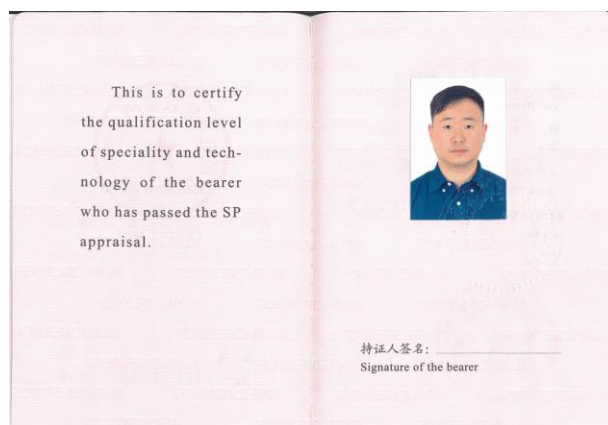 This is to certify
the qualification level
of speciality and tech-
nology of the bearer
who has passed the SP
appraisal.
持证人签名:
Signature of the bearer